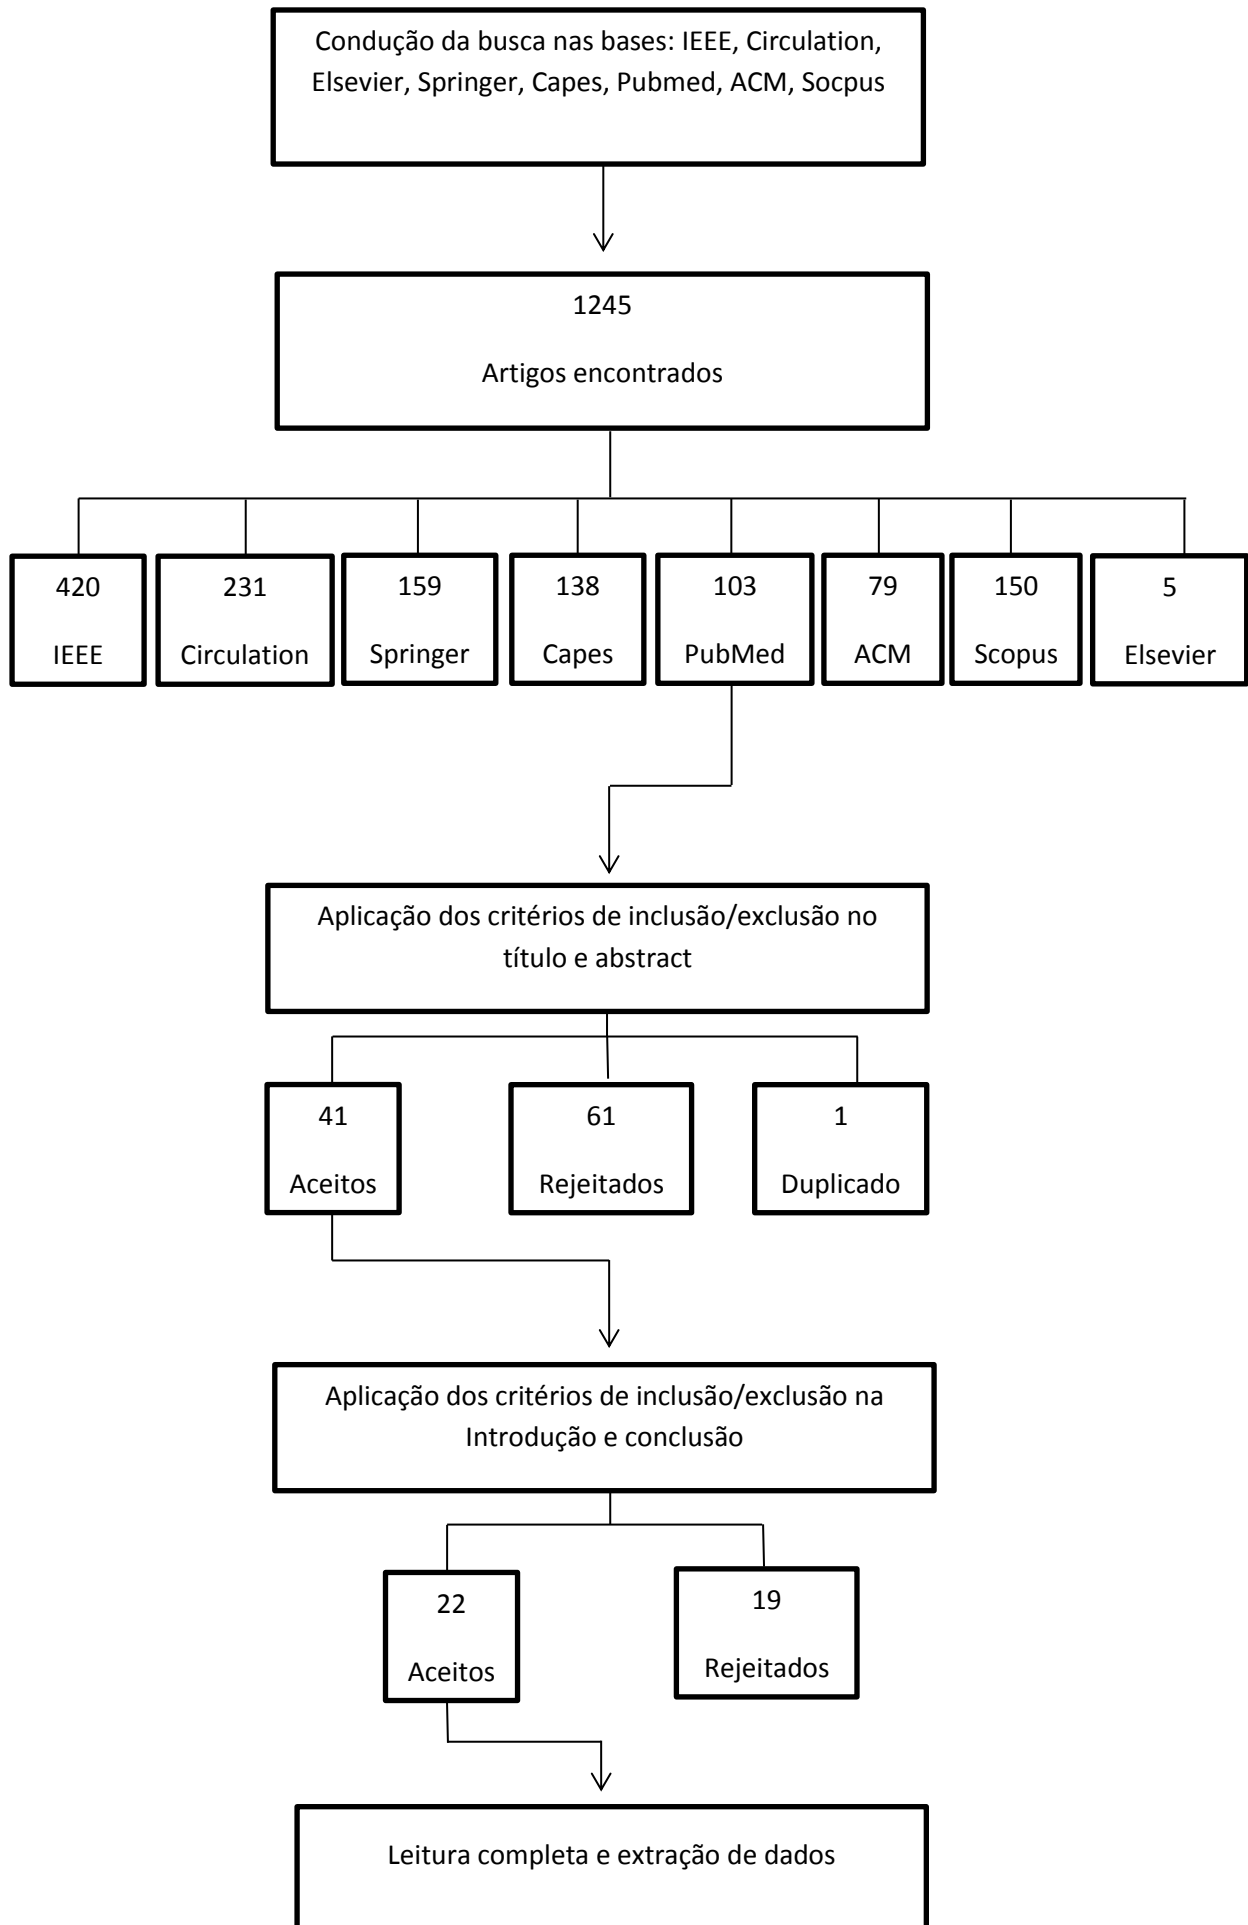 Condução da busca nas bases: IEEE, Circulation,
Elsevier, Springer, Capes, Pubmed, ACM, Socpus
1245
Artigos encontrados
420
IEEE
231
Circulation
159
Springer
138
Capes
103
PubMed
79
ACM
150
Scopus
5
Elsevier
Aplicação dos critérios de inclusão/exclusão no
título e abstract
41
Aceitos
61
Rejeitados
1
Duplicado
Aplicação dos critérios de inclusão/exclusão na
Introdução e conclusão
22
Aceitos
19
Rejeitados
Leitura completa e extração de dados